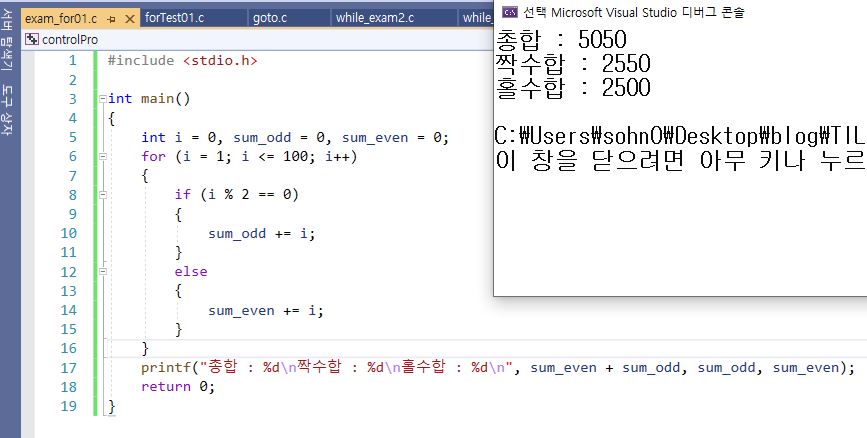 서버 탐색기 도구 상자
exam_for01.c forTest01.c goto.c while_exam2.c while_
controlPro
1 #include <stdio.h>
2
3 int main()
4 {
5 int i = 0, sum_odd = 0, sum_even = 0;
6 for (i = 1; i <= 100; i++)
7 {
8 if (i % 2 == 0)
9 {
10 sum_odd += i;
11 }
12 else
13 {
14 sum_even += i;
15 }
16 }
17 printf("총합 : %d\n짝수합 : %d\n홀수합 : %d\n", sum_even + sum_odd, sum_odd, sum_even);
18 return 0;
19 }
선택 Microsoft Visual Studio 디버그 콘솔
총합 : 5050
짝수합 : 2550
홀수합 : 2500
C:₩Users₩sohn0₩Desktop₩blog₩TIL
이 창을 닫으려면 아무 키나 누르